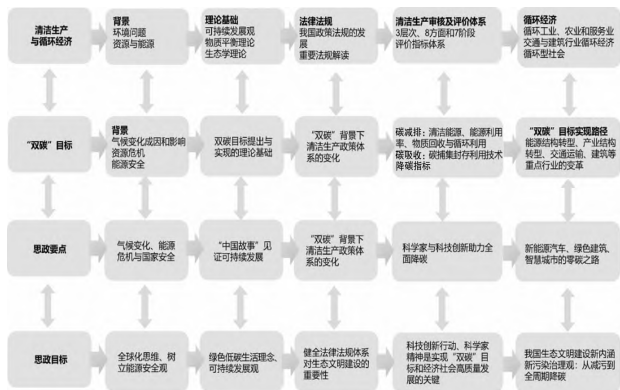 清洁生产
与循环经济
背景
环境问题
资源与能源
理论基础
可持续发展观
物质平衡理论
生态学理论
法律法规
我国政策法规的发
展
重要法规解读
清洁生产审核及评价体系
3层次、8方面和7阶段
评价指标体系
循环经济
循环工业、农业和服务业
交通与建筑行业循环经济
循环型社会
“双碳”目标
背景
气候变化成因和影响
资源危机
能源安全
双碳目标提出与
实现的理论基础
“双碳”背景下
清洁生产政策体
系的变化
碳减排：清洁能源、能源利用
率、物质回收与循环利用
碳吸收：碳捕集封存利用技术
降碳指标
“双碳”目标实现路径
能源结构转型、产业结构
转型、交通运输、建筑等
重点行业的变革
思政要点
气候变化、能源
危机与国家安全
“中国故事”见
证可持续发展
“双碳”背景下
清洁生产政策体
系的变化
科学家与科技创新助力全
面降碳
新能源汽车、绿色建筑、
智慧城市的零碳之路
思政目标
全球化思维、树
立能源安全观
绿色低碳生活理念、
可持续发展观
健全法律法规体系
对生态文明建设的
重要性
科技创新行动、科学家
精神是实现“双碳”目
标和经济社会高质量发
展的关键
我国生态文明建设新内涵
新污染治理观：从减污到
全周期降碳